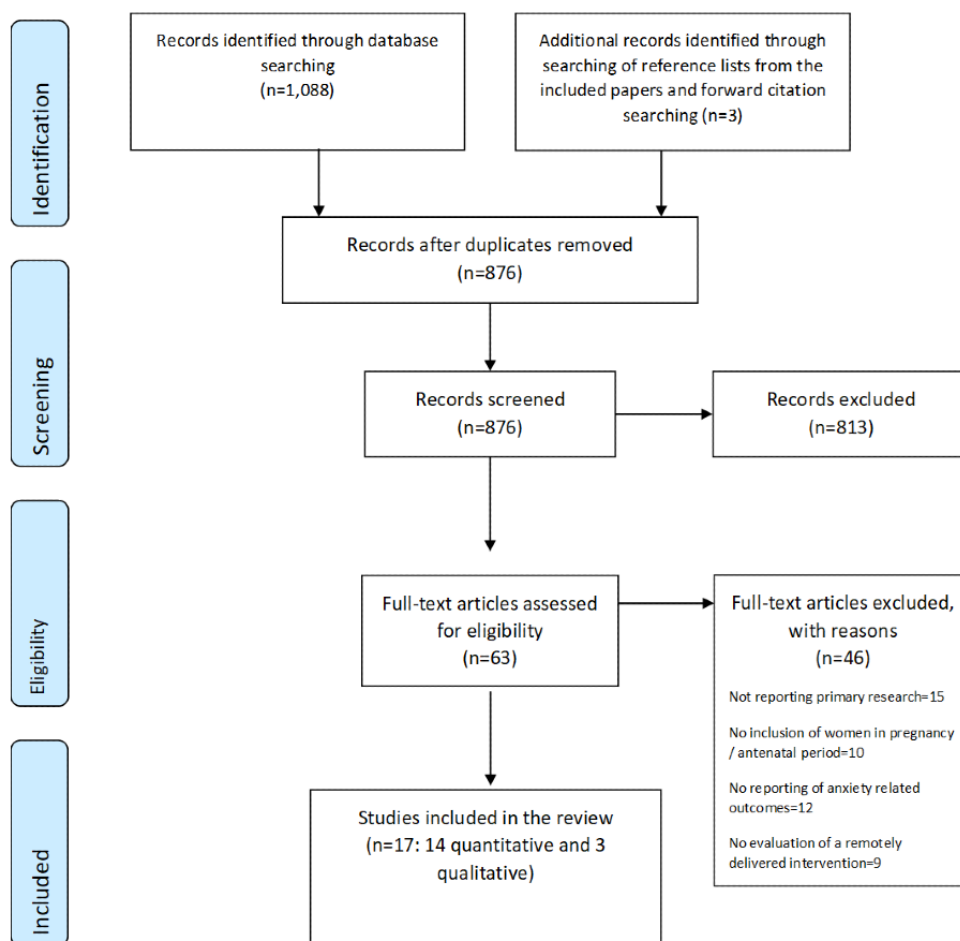 Identification
Records identified through database
searching
(n=1,088)
Additional records identified through
searching of reference lists from the
included papers and forward citation
searching (n=3)
Records after duplicates removed
(n=876)
Screening
Records screened
(n=876)
Records excluded
(n=813)
Eligibility
Full-text articles assessed
for eligibility
(n=63)
Full-text articles excluded,
with reasons
(n=46)
Not reporting primary research=15
No inclusion of women in pregnancy
/ antenatal period=10
No reporting of anxiety related
outcomes=12
No evaluation of a remotely
delivered intervention=9
Included
Studies included in the review
(n=17: 14 quantitative and 3
qualitative)